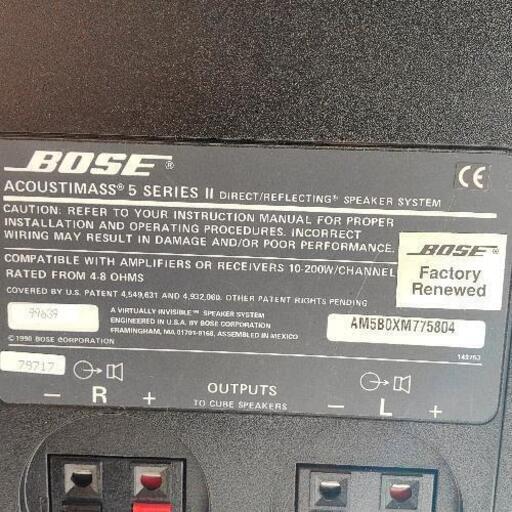 BOSE®
ACOUSTIMASS® 5 SERIES II DIRECT/REFLECTING® SPEAKER SYSTEM
CE
CAUTION: REFER TO YOUR INSTRUCTION MANUAL FOR PROPER
INSTALLATION AND OPERATING PROCEDURES. INCORRECT
WIRING MAY RESULT IN DAMAGE AND/OR POOR PERFORMANCE.
COMPATIBLE WITH AMPLIFIERS OR RECEIVERS 10-200W/CHANNEL
RATED FROM 4-8 OHMS
BOSE®
Factory
Renewed
COVERED BY U.S. PATENT 4,549,631 AND 4,932,060. OTHER PATENT RIGHTS PENDING
99639
A VIRTUALLY INVISIBLE™ SPEAKER SYSTEM
ENGINEERED IN U.S.A. BY BOSE CORPORATION
FRAMINGHAM, MA 01701-9168, ASSEMBLED IN MEXICO
AM5B0XM775804
©1990 BOSE CORPORATION
79717
- R +
OUTPUTS
TO CUBE SPEAKERS
- L +